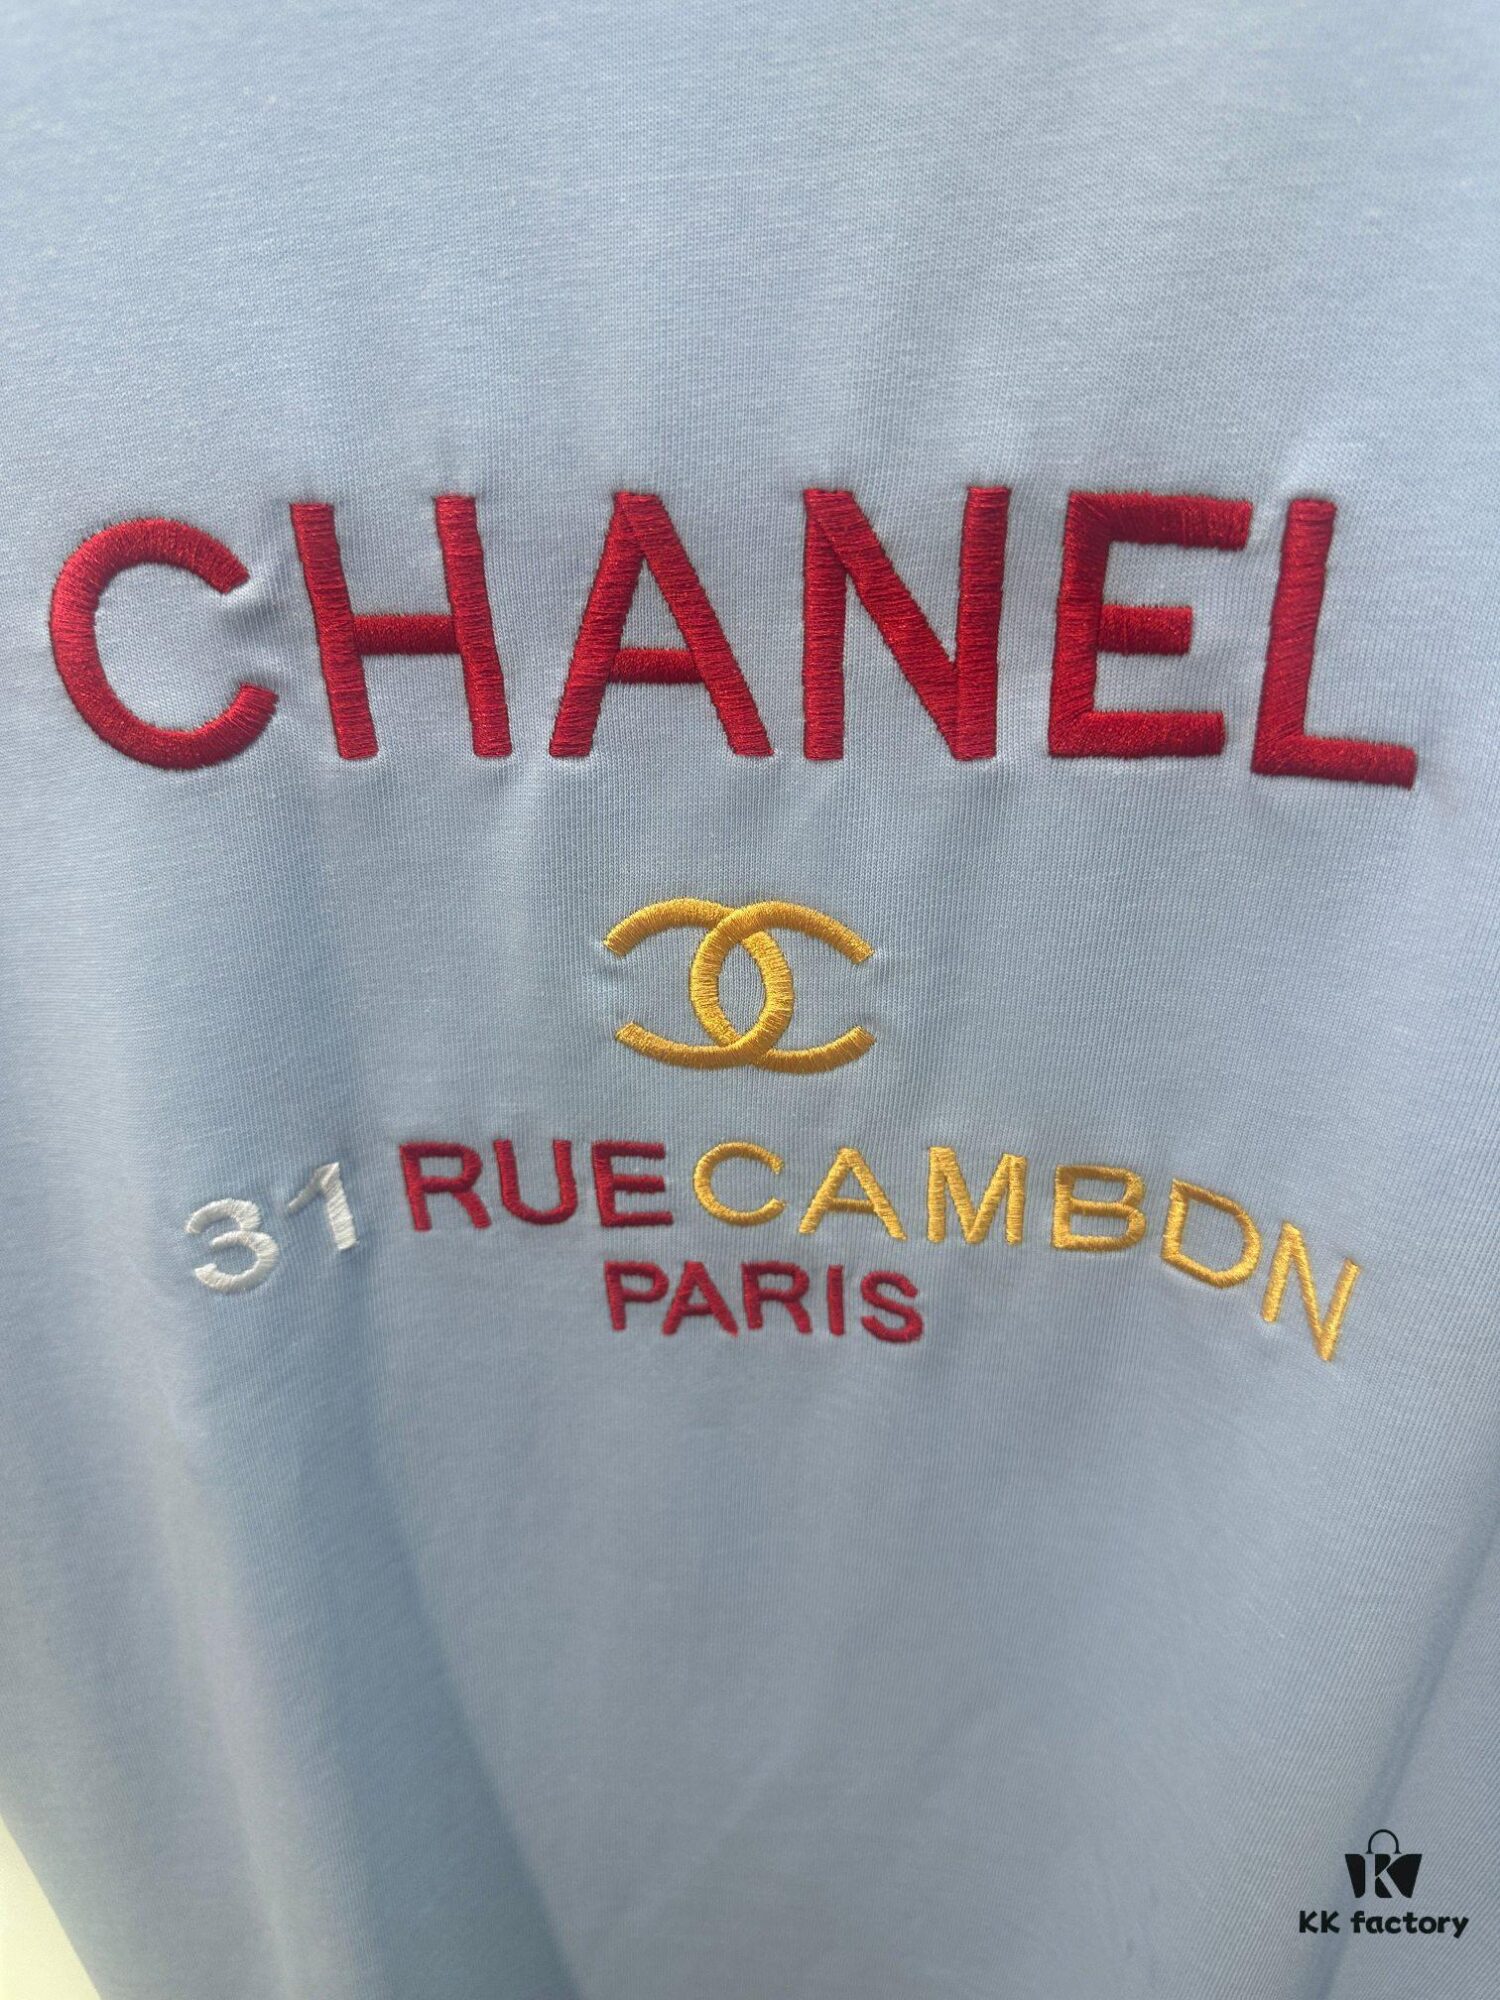 CHANEL
31 RUE CAMBDN
PARIS
KK factory